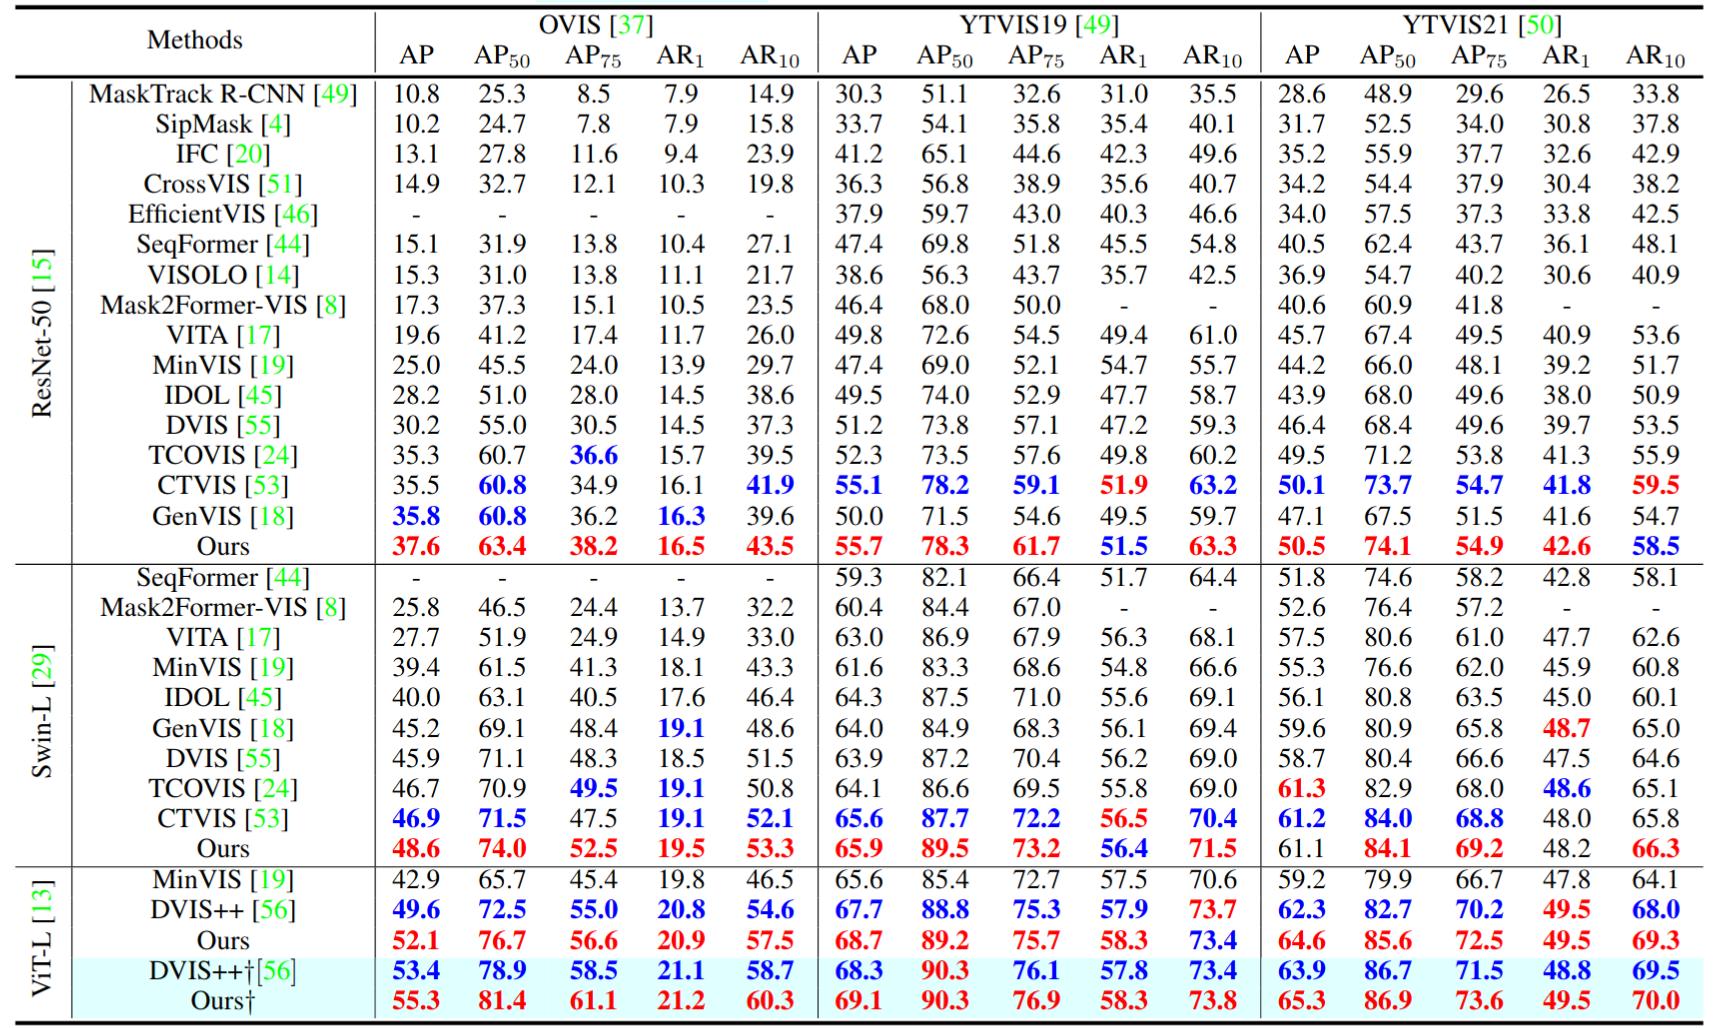 Methods OVIS [37] YTVIS19 [49] YTVIS21 [50]
AP AP50 AP75 AR1 AR10 AP AP50 AP75 AR1 AR10 AP AP50 AP75 AR1 AR10
ResNet-50 [15]
MaskTrack R-CNN [49] 10.8 25.3 8.5 7.9 14.9 30.3 51.1 32.6 31.0 35.5 28.6 48.9 29.6 26.5 33.8
SipMask [4] 10.2 24.7 7.8 7.9 15.8 33.7 54.1 35.8 35.4 40.1 31.7 52.5 34.0 30.8 37.8
IFC [20] 13.1 27.8 11.6 9.4 23.9 41.2 65.1 44.6 42.3 49.6 35.2 55.9 37.7 32.6 42.9
CrossVIS [51] 14.9 32.7 12.1 10.3 19.8 36.3 56.8 38.9 35.6 40.7 34.2 54.4 37.9 30.4 38.2
EfficientVIS [46] - - - - - 37.9 59.7 43.0 40.3 46.6 34.0 57.5 37.3 33.8 42.5
SeqFormer [44] 15.1 31.9 13.8 10.4 27.1 47.4 69.8 51.8 45.5 54.8 40.5 62.4 43.7 36.1 48.1
VISOLO [14] 15.3 31.0 13.8 11.1 21.7 38.6 56.3 43.7 35.7 42.5 36.9 54.7 40.2 30.6 40.9
Mask2Former-VIS [8] 17.3 37.3 15.1 10.5 23.5 46.4 68.0 50.0 - - 40.6 60.9 41.8 - -
VITA [17] 19.6 41.2 17.4 11.7 26.0 49.8 72.6 54.5 49.4 61.0 45.7 67.4 49.5 40.9 53.6
MinVIS [19] 25.0 45.5 24.0 13.9 29.7 47.4 69.0 52.1 54.7 55.7 44.2 66.0 48.1 39.2 51.7
IDOL [45] 28.2 51.0 28.0 14.5 38.6 49.5 74.0 52.9 47.7 58.7 43.9 68.0 49.6 38.0 50.9
DVIS [55] 30.2 55.0 30.5 14.5 37.3 51.2 73.8 57.1 47.2 59.3 46.4 68.4 49.6 39.7 53.5
TCOVIS [24] 35.3 60.7 36.6 15.7 39.5 52.3 73.5 57.6 49.8 60.2 49.5 71.2 53.8 41.3 55.9
CTVIS [53] 35.5 60.8 34.9 16.1 41.9 55.1 78.2 59.1 51.9 63.2 50.1 73.7 54.7 41.8 59.5
GenVIS [18] 35.8 60.8 36.2 16.3 39.6 50.0 71.5 54.6 49.5 59.7 47.1 67.5 51.5 41.6 54.7
Ours 37.6 63.4 38.2 16.5 43.5 55.7 78.3 61.7 51.5 63.3 50.5 74.1 54.9 42.6 58.5
Swin-L [29]
SeqFormer [44] - - - - - 59.3 82.1 66.4 51.7 64.4 51.8 74.6 58.2 42.8 58.1
Mask2Former-VIS [8] 25.8 46.5 24.4 13.7 32.2 60.4 84.4 67.0 - - 52.6 76.4 57.2 - -
VITA [17] 27.7 51.9 24.9 14.9 33.0 63.0 86.9 67.9 56.3 68.1 57.5 80.6 61.0 47.7 62.6
MinVIS [19] 39.4 61.5 41.3 18.1 43.3 61.6 83.3 68.6 54.8 66.6 55.3 76.6 62.0 45.9 60.8
IDOL [45] 40.0 63.1 40.5 17.6 46.4 64.3 87.5 71.0 55.6 69.1 56.1 80.8 63.5 45.0 60.1
GenVIS [18] 45.2 69.1 48.4 19.1 48.6 64.0 84.9 68.3 56.1 69.4 59.6 80.9 65.8 48.7 65.0
DVIS [55] 45.9 71.1 48.3 18.5 51.5 63.9 87.2 70.4 56.2 69.0 58.7 80.4 66.6 47.5 64.6
TCOVIS [24] 46.7 70.9 49.5 19.1 50.8 64.1 86.6 69.5 55.8 69.0 61.3 82.9 68.0 48.6 65.1
CTVIS [53] 46.9 71.5 47.5 19.1 52.1 65.6 87.7 72.2 56.5 70.4 61.2 84.0 68.8 48.0 65.8
Ours 48.6 74.0 52.5 19.5 53.3 65.9 89.5 73.2 56.4 71.5 61.1 84.1 69.2 48.2 66.3
ViT-L [13]
MinVIS [19] 42.9 65.7 45.4 19.8 46.5 65.6 85.4 72.7 57.5 70.6 59.2 79.9 66.7 47.8 64.1
DVIS++ [56] 49.6 72.5 55.0 20.8 54.6 67.7 88.8 75.3 57.9 73.7 62.3 82.7 70.2 49.5 68.0
Ours 52.1 76.7 56.6 20.9 57.5 68.7 89.2 75.7 58.3 73.4 64.6 85.6 72.5 49.5 69.3
DVIS++†[56] 53.4 78.9 58.5 21.1 58.7 68.3 90.3 76.1 57.8 73.4 63.9 86.7 71.5 48.8 69.5
Ours† 55.3 81.4 61.1 21.2 60.3 69.1 90.3 76.9 58.3 73.8 65.3 86.9 73.6 49.5 70.0